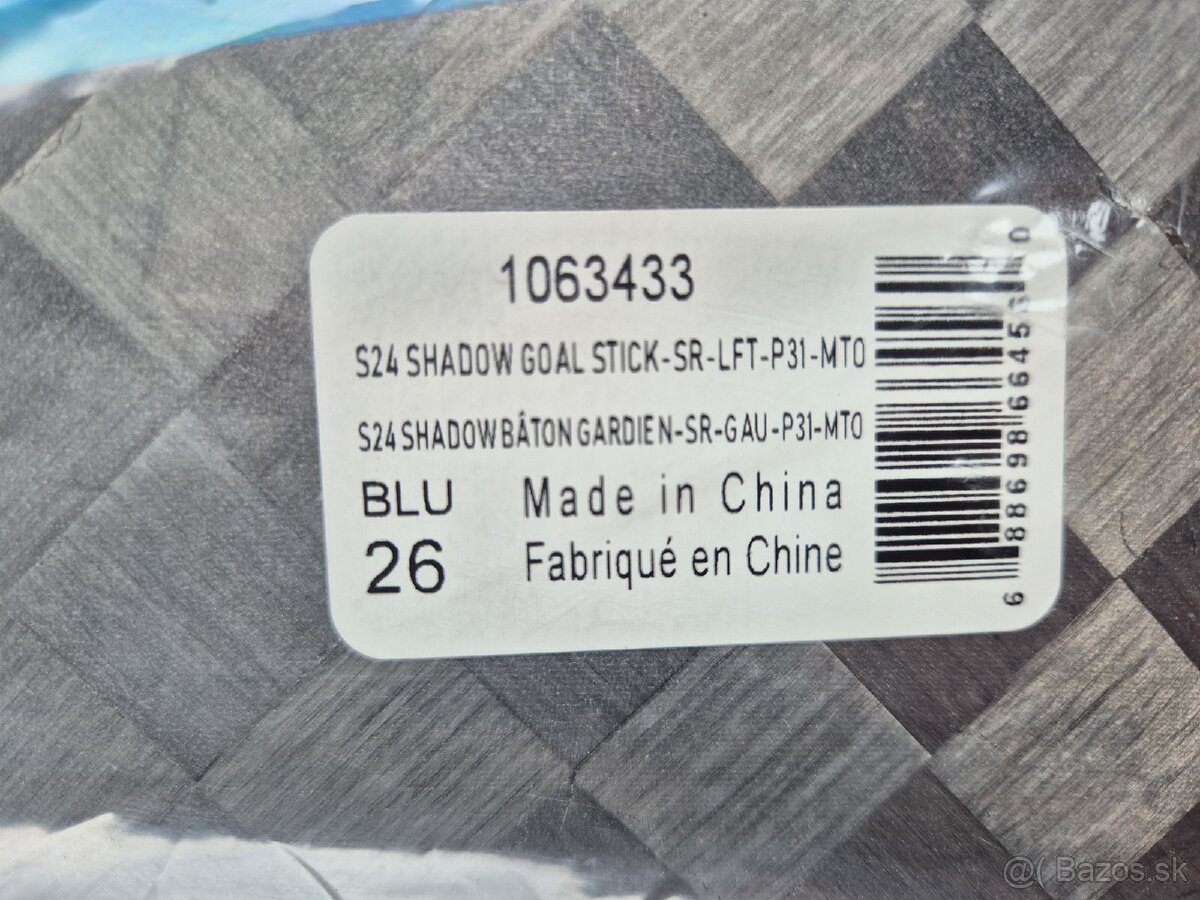 1063433
S24 SHADOW GOAL STICK-SR-LFT-P31-MTO
S24 SHADOW BÂTON GARDIEN-SR-GAU-P31-MTO
BLU
Made in China
26
Fabriqué en Chine
@( Bazos.sk